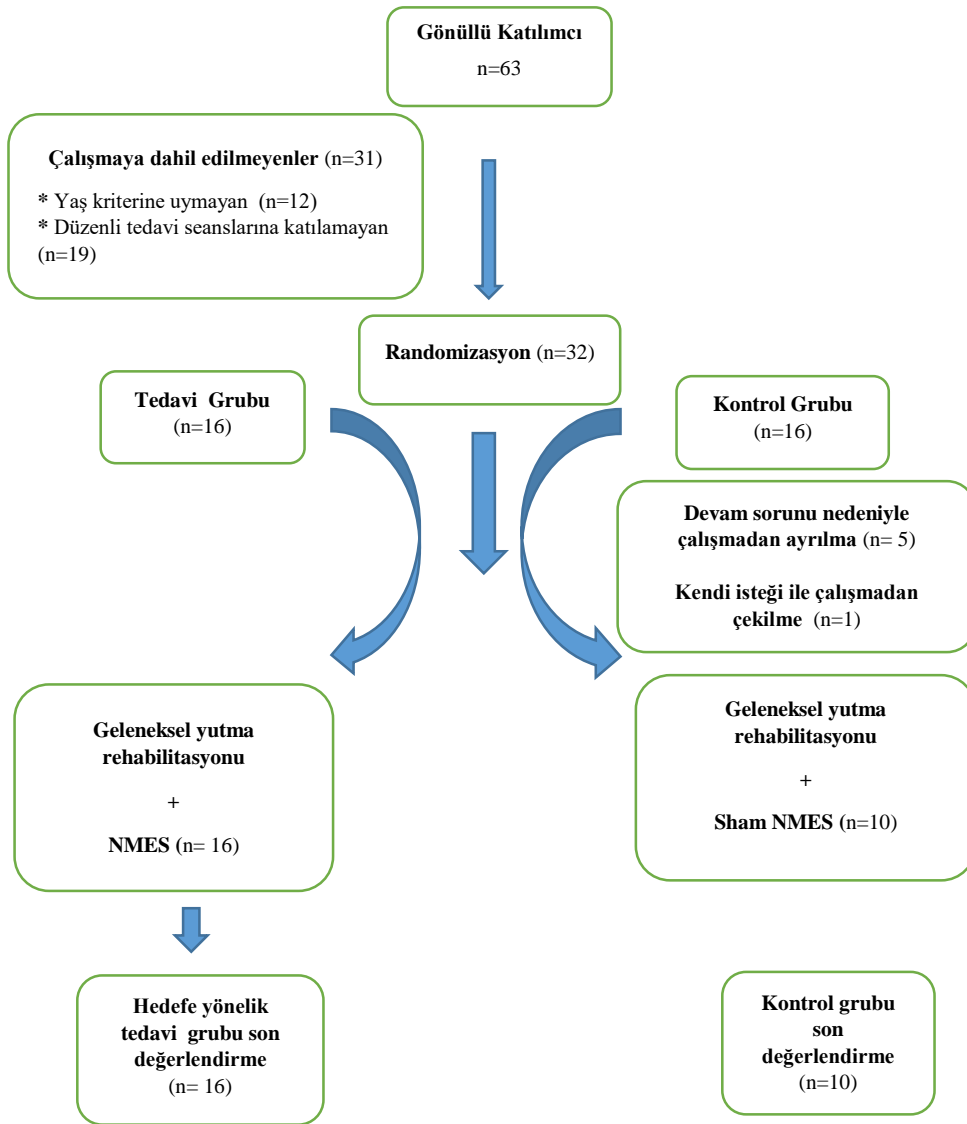 Gönüllü Katılımcı
n=63
Çalışmaya dahil edilmeyenler (n=31)
* Yaş kriterine uymayan (n=12)
* Düzenli tedavi seanslarına katılamayan
(n=19)
Randomizasyon (n=32)
Tedavi Grubu
(n=16)
Kontrol Grubu
(n=16)
Devam sorunu nedeniyle
çalışmadan ayrılma (n= 5)
Kendi isteği ile çalışmadan
çekilme (n=1)
Geleneksel yutma
rehabilitasyonu
+
NMES (n= 16)
Geleneksel yutma
rehabilitasyonu
+
Sham NMES (n=10)
Hedefe yönelik
tedavi grubu son
değerlendirme
(n= 16)
Kontrol grubu
son
değerlendirme
(n=10)